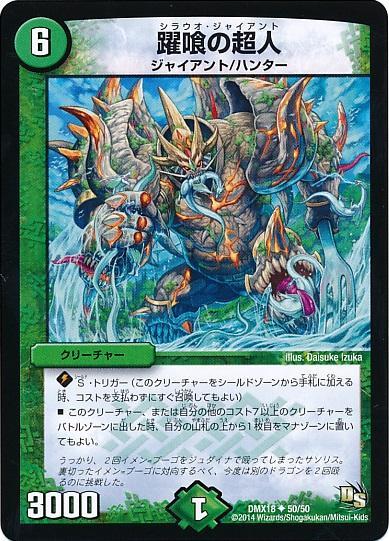 6
シラウオ・ジャイアント
躍喰の超人
ジャイアント/ハンター
クリーチャー
Illus. Daisuke Izuka
S・トリガー(このクリーチャーをシールドゾーンから手札に加える
時、コストを支払わずにすぐ召喚してもよい)
■ このクリーチャー、または自分の他のコスト7以上のクリーチャーを
バトルゾーンに出した時、自分の山札の上から1枚目をマナゾーンに置い
てもよい。
うっかり、2回イメン=ブーゴをジュダイナで殴ってしまったサソリス。
裏切ったイメン=ブーゴに対向するべく、今度は別のドラゴンを2回殴
るのに挑戦した。
3000
1
DMX18 ♦ 50/50
©2014 Wizards/Shogakukan/Mitsui-Kids
DS